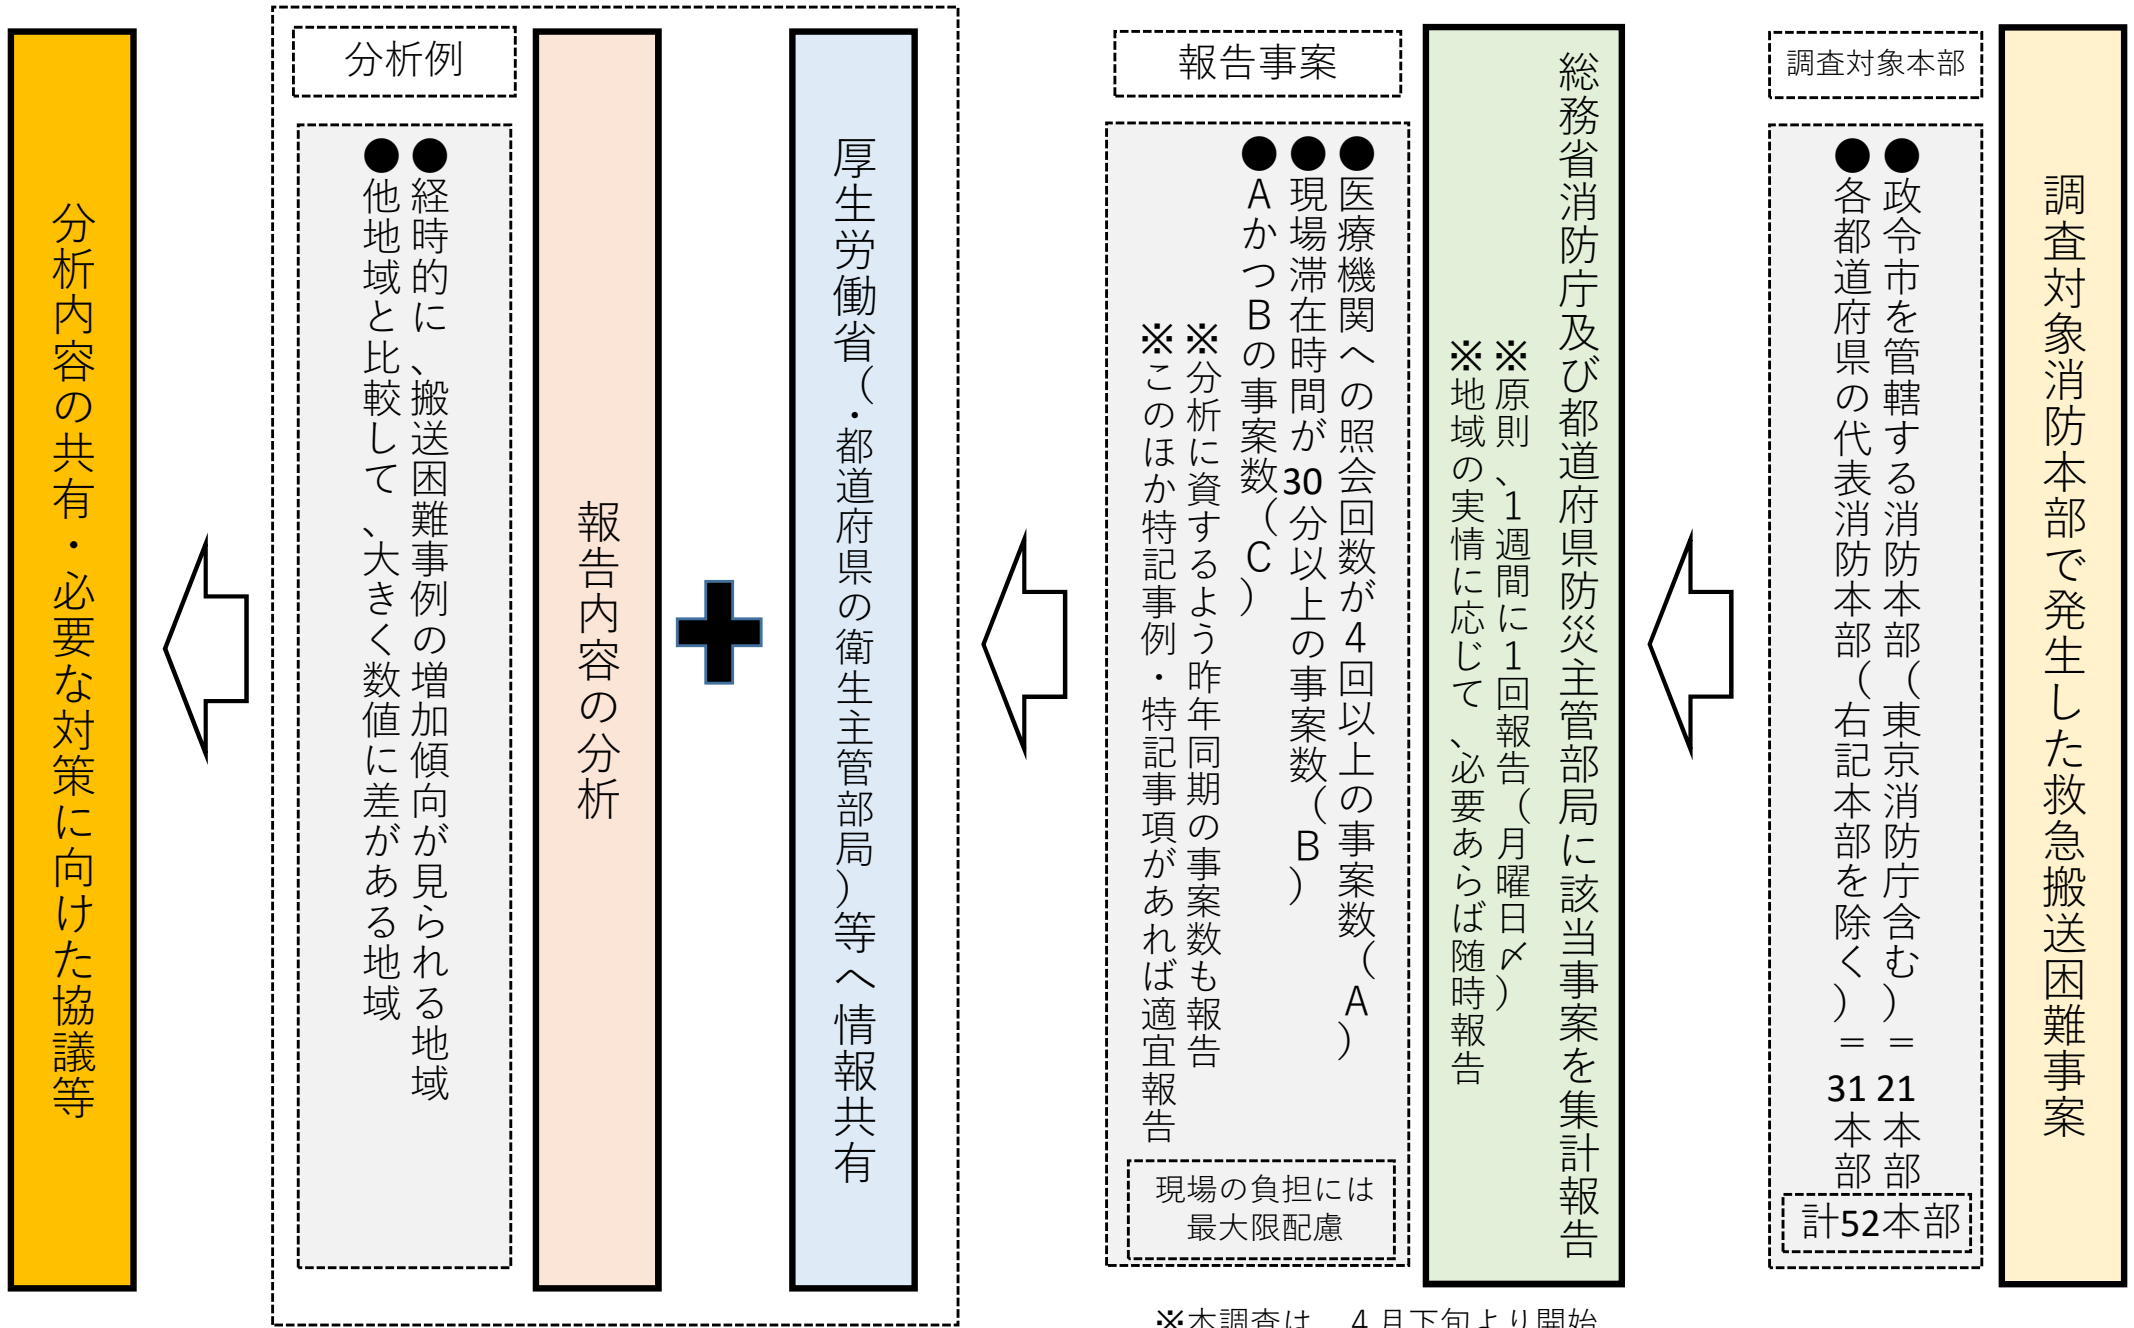 調査対象消防本部で発生した救急搬送困難事案
調査対象本部
●政令市を管轄する消防本部（東京消防庁含む）＝21本部
●各都道府県の代表消防本部（右記本部を除く）＝31本部
計52本部
総務省消防庁及び都道府県防災主管部局に該当事案を集計報告
※原則、１週間に１回報告（月曜日〆）
※地域の実情に応じて、必要あらば随時報告
報告事案
●医療機関への照会回数が４回以上の事案数（Ａ）
●現場滞在時間が30分以上の事案数（Ｂ）
●ＡかつＢの事案数（Ｃ）
※分析に資するよう昨年同期の事案数も報告
※このほか特記事例・特記事項があれば適宜報告
現場の負担には
最大限配慮
厚生労働省（・都道府県の衛生主管部局）等へ情報共有
報告内容の分析
分析例
●経時的に、搬送困難事例の増加傾向が見られる地域
●他地域と比較して、大きく数値に差がある地域
分析内容の共有・必要な対策に向けた協議等
※本調査は、４月下旬より開始